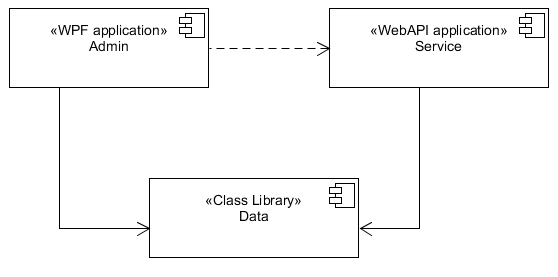 «WPF application»
Admin
«WebAPI application»
Service
«Class Library»
Data